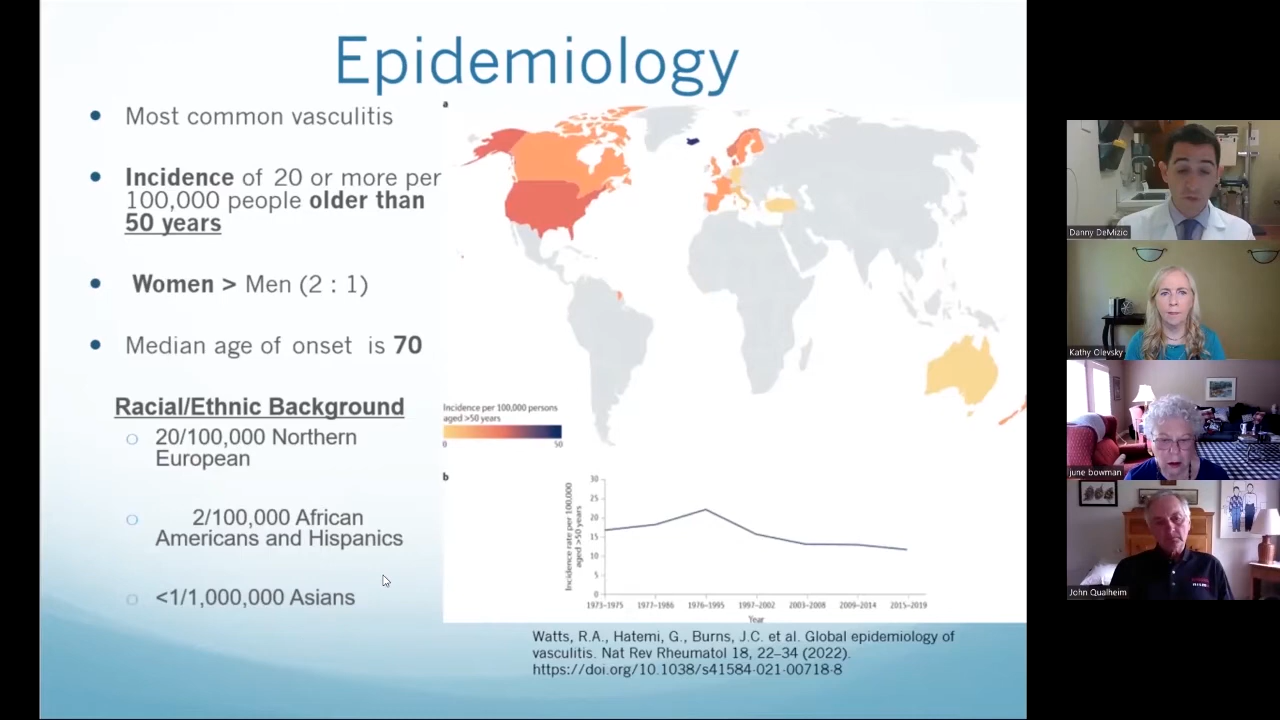 Epidemiology
Most common vasculitis
Incidence of 20 or more per
100,000 people older than
50 years
Women > Men (2 : 1)
Median age of onset is 70
Racial/Ethnic Background
20/100,000 Northern
European
2/100,000 African
Americans and Hispanics
<1/1,000,000 Asians
a
Incidence per 100,000 persons
aged >50 years
0
50
b
Incidence rate per 100,000
aged >50 years
30
25
20
15
10
5
0
1973–1975 1977–1986 1976–1995 1997–2002 2003–2008 2009–2014 2015–2019
Year
Watts, R.A., Hatemi, G., Burns, J.C. et al. Global epidemiology of
vasculitis. Nat Rev Rheumatol 18, 22–34 (2022).
https://doi.org/10.1038/s41584-021-00718-8
Danny DeMizic
Kathy Olevsky
june bowman
John Qualheim